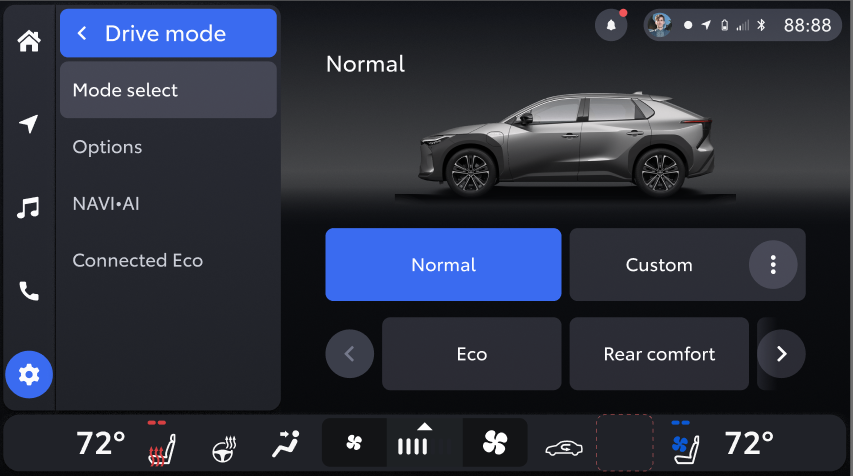 Drive mode
88:88
Mode select
Options
NAVI•AI
Connected Eco
Normal
Normal
Custom
Eco
Rear comfort
72°
72°